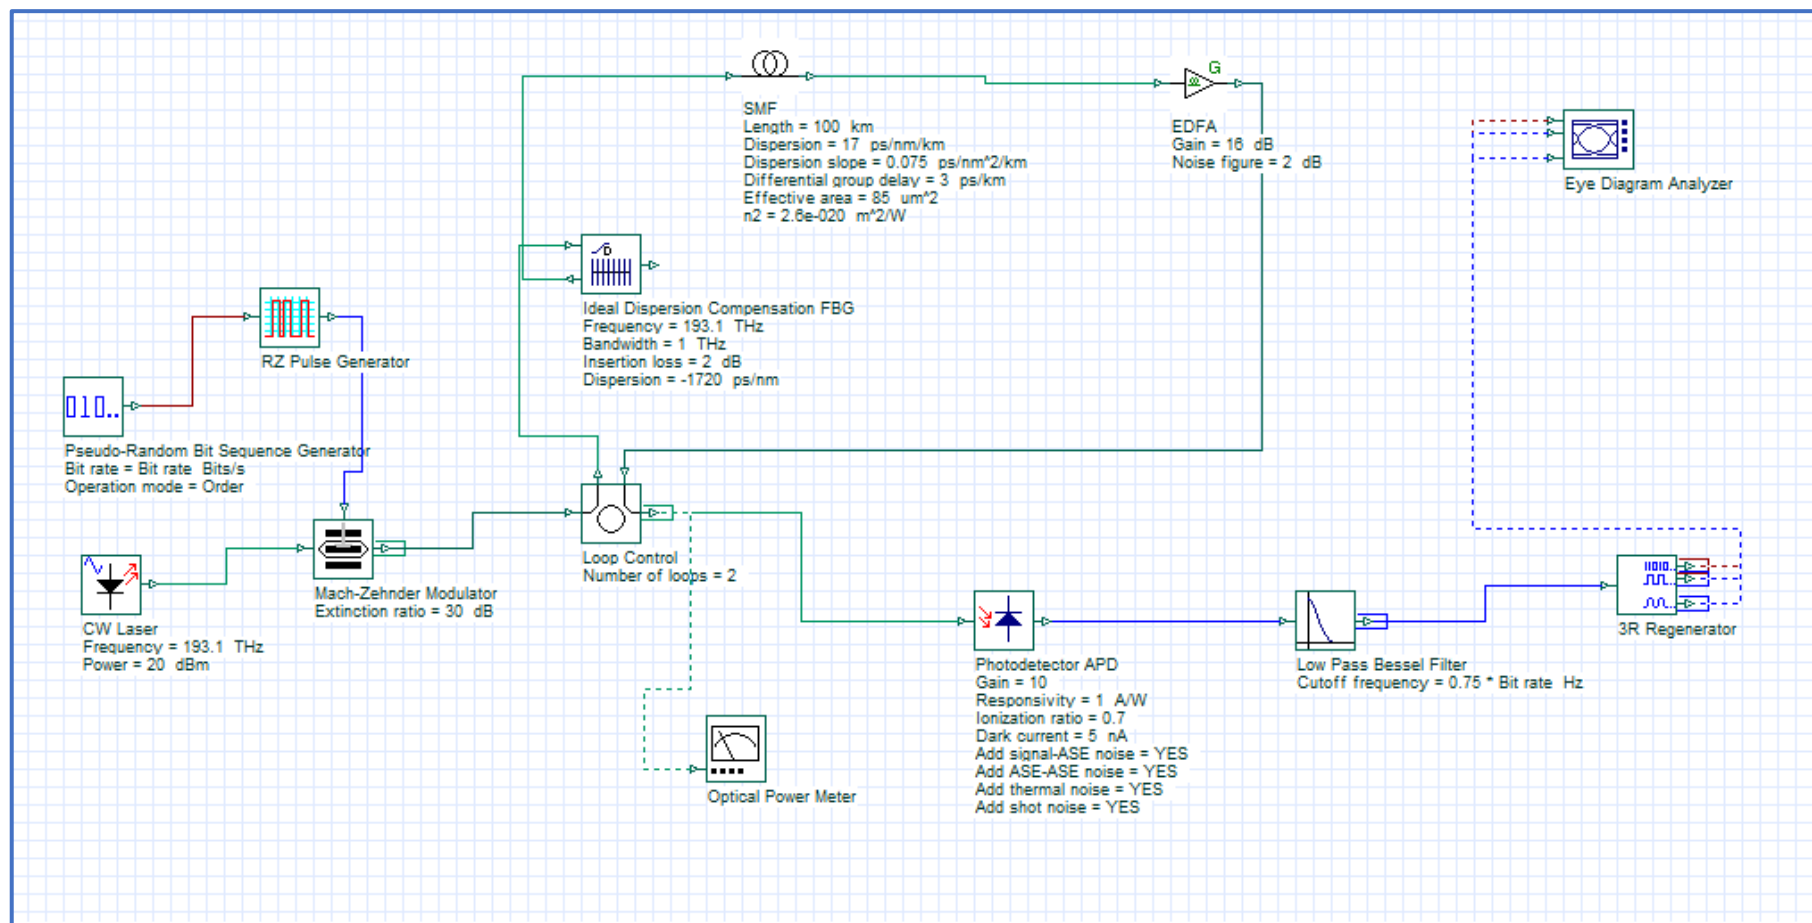 G
SMF
Length = 100 km
Dispersion = 17 ps/nm/km
Dispersion slope = 0.075 ps/nm^2/km
Differential group delay = 3 ps/km
Effective area = 85 um^2
n2 = 2.6e-020 m^2/W
EDFA
Gain = 16 dB
Noise figure = 2 dB
Eye Diagram Analyzer
D
Ideal Dispersion Compensation FBG
Frequency = 193.1 THz
Bandwidth = 1 THz
Insertion loss = 2 dB
Dispersion = -1720 ps/nm
RZ Pulse Generator
010..
Pseudo-Random Bit Sequence Generator
Bit rate = Bit rate Bits/s
Operation mode = Order
Loop Control
Number of loops = 2
Mach-Zehnder Modulator
Extinction ratio = 30 dB
CW Laser
Frequency = 193.1 THz
Power = 20 dBm
Photodetector APD
Gain = 10
Responsivity = 1 A/W
Ionization ratio = 0.7
Dark current = 5 nA
Add signal-ASE noise = YES
Add ASE-ASE noise = YES
Add thermal noise = YES
Add shot noise = YES
Low Pass Bessel Filter
Cutoff frequency = 0.75 * Bit rate Hz
11010..
3R Regenerator
Optical Power Meter